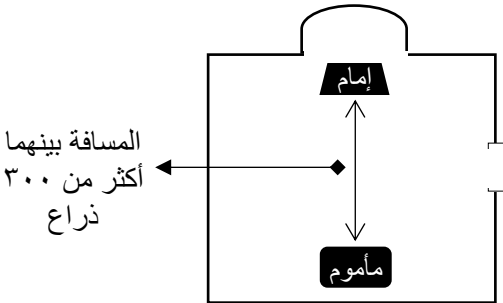 إمام
المسافة بينهما
أكثر من ٣٠٠
ذراع
مأموم